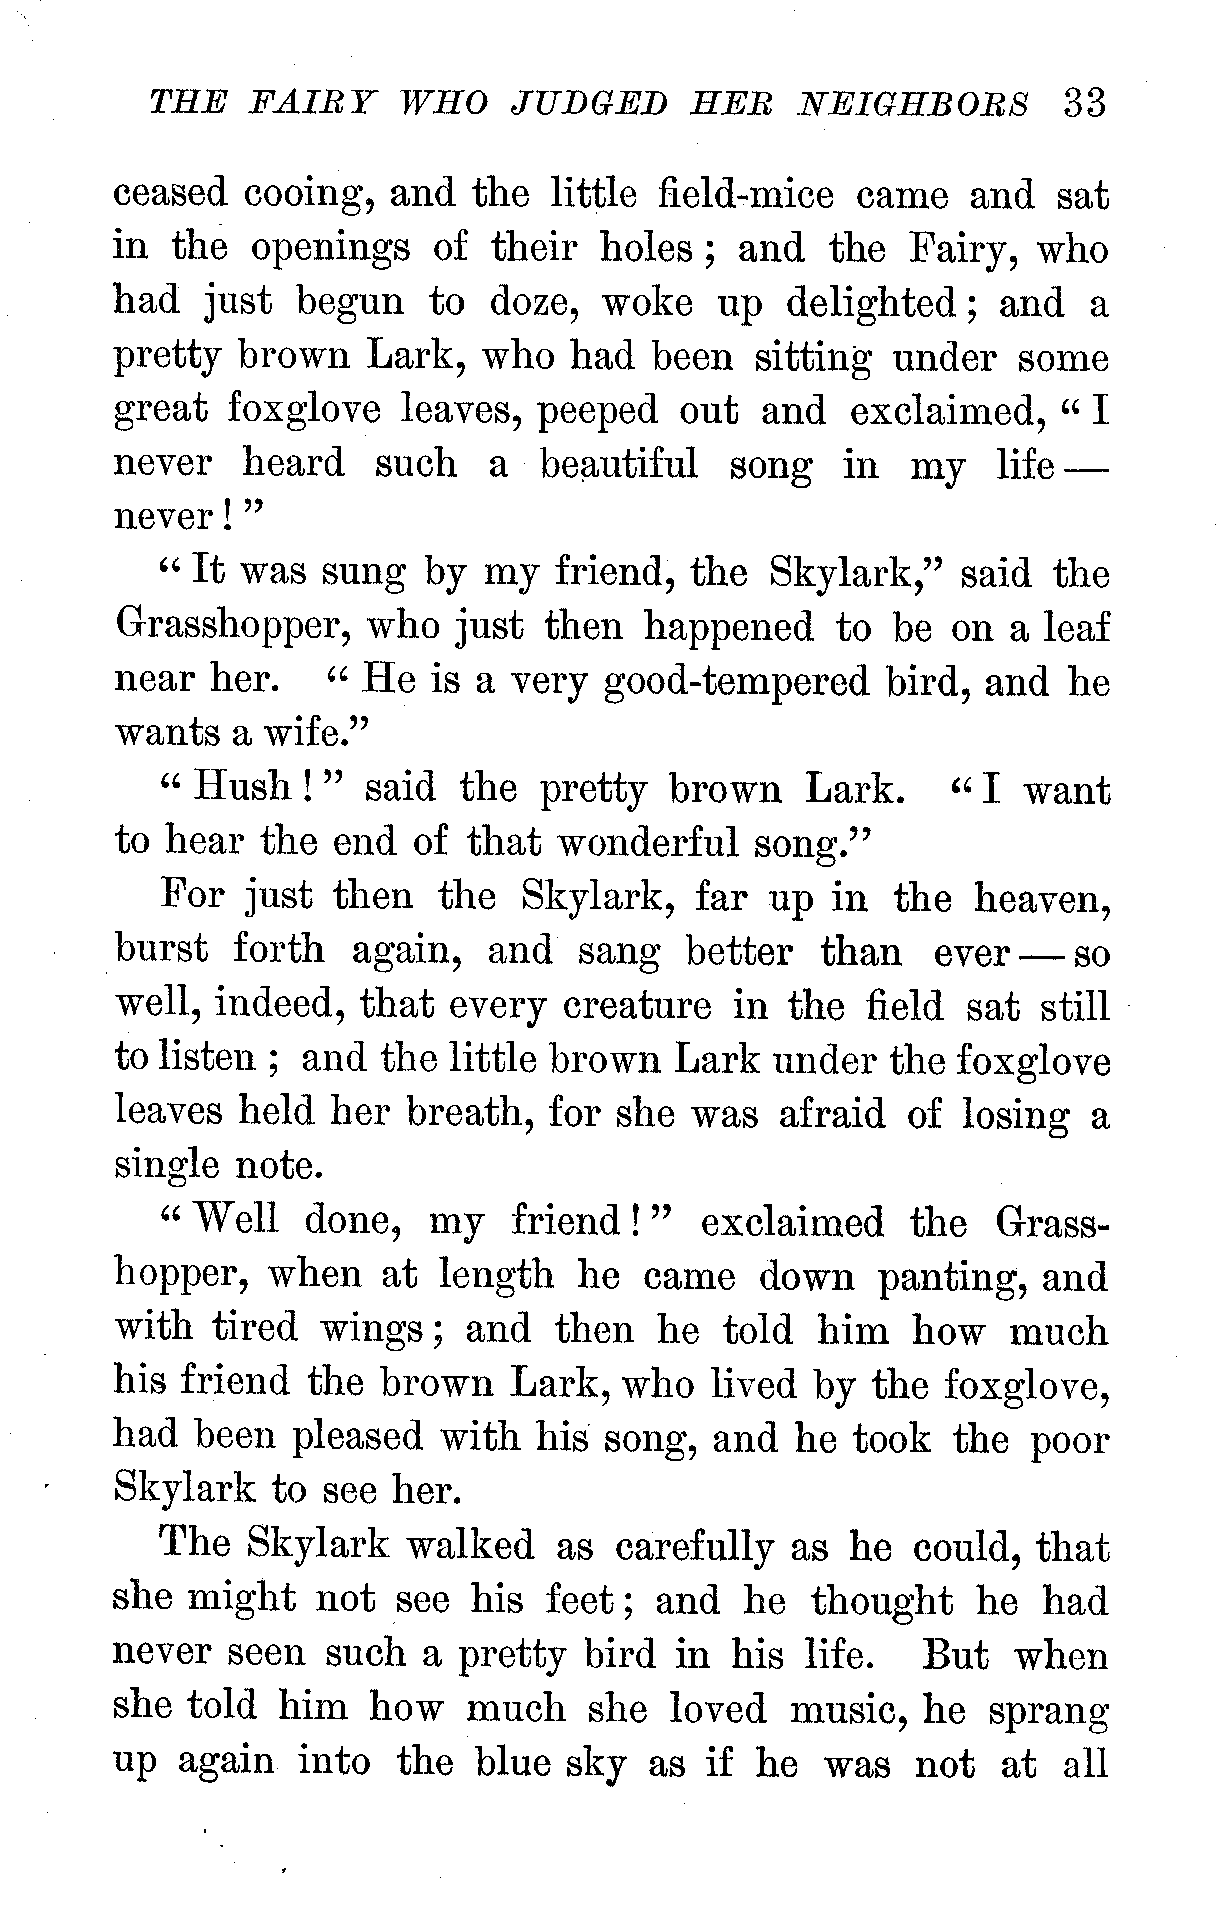 THE FAIRY WHO JUDGED HER NEIGHBORS 33
ceased cooing, and the little field-mice came and sat
in the openings of their holes; and the Fairy, who
had just begun to doze, woke up delighted; and a
pretty brown Lark, who had been sitting under some
great foxglove leaves, peeped out and exclaimed, "I
never heard such a beautiful song in my life—
never!"
"It was sung by my friend, the Skylark," said the
Grasshopper, who just then happened to be on a leaf
near her. "He is a very good-tempered bird, and he
wants a wife."
"Hush!" said the pretty brown Lark. "I want
to hear the end of that wonderful song."
For just then the Skylark, far up in the heaven,
burst forth again, and sang better than ever—so
well, indeed, that every creature in the field sat still
to listen; and the little brown Lark under the foxglove
leaves held her breath, for she was afraid of losing a
single note.
"Well done, my friend!" exclaimed the Grass-
hopper, when at length he came down panting, and
with tired wings; and then he told him how much
his friend the brown Lark, who lived by the foxglove,
had been pleased with his song, and he took the poor
Skylark to see her.
The Skylark walked as carefully as he could, that
she might not see his feet; and he thought he had
never seen such a pretty bird in his life. But when
she told him how much she loved music, he sprang
up again into the blue sky as if he was not at all